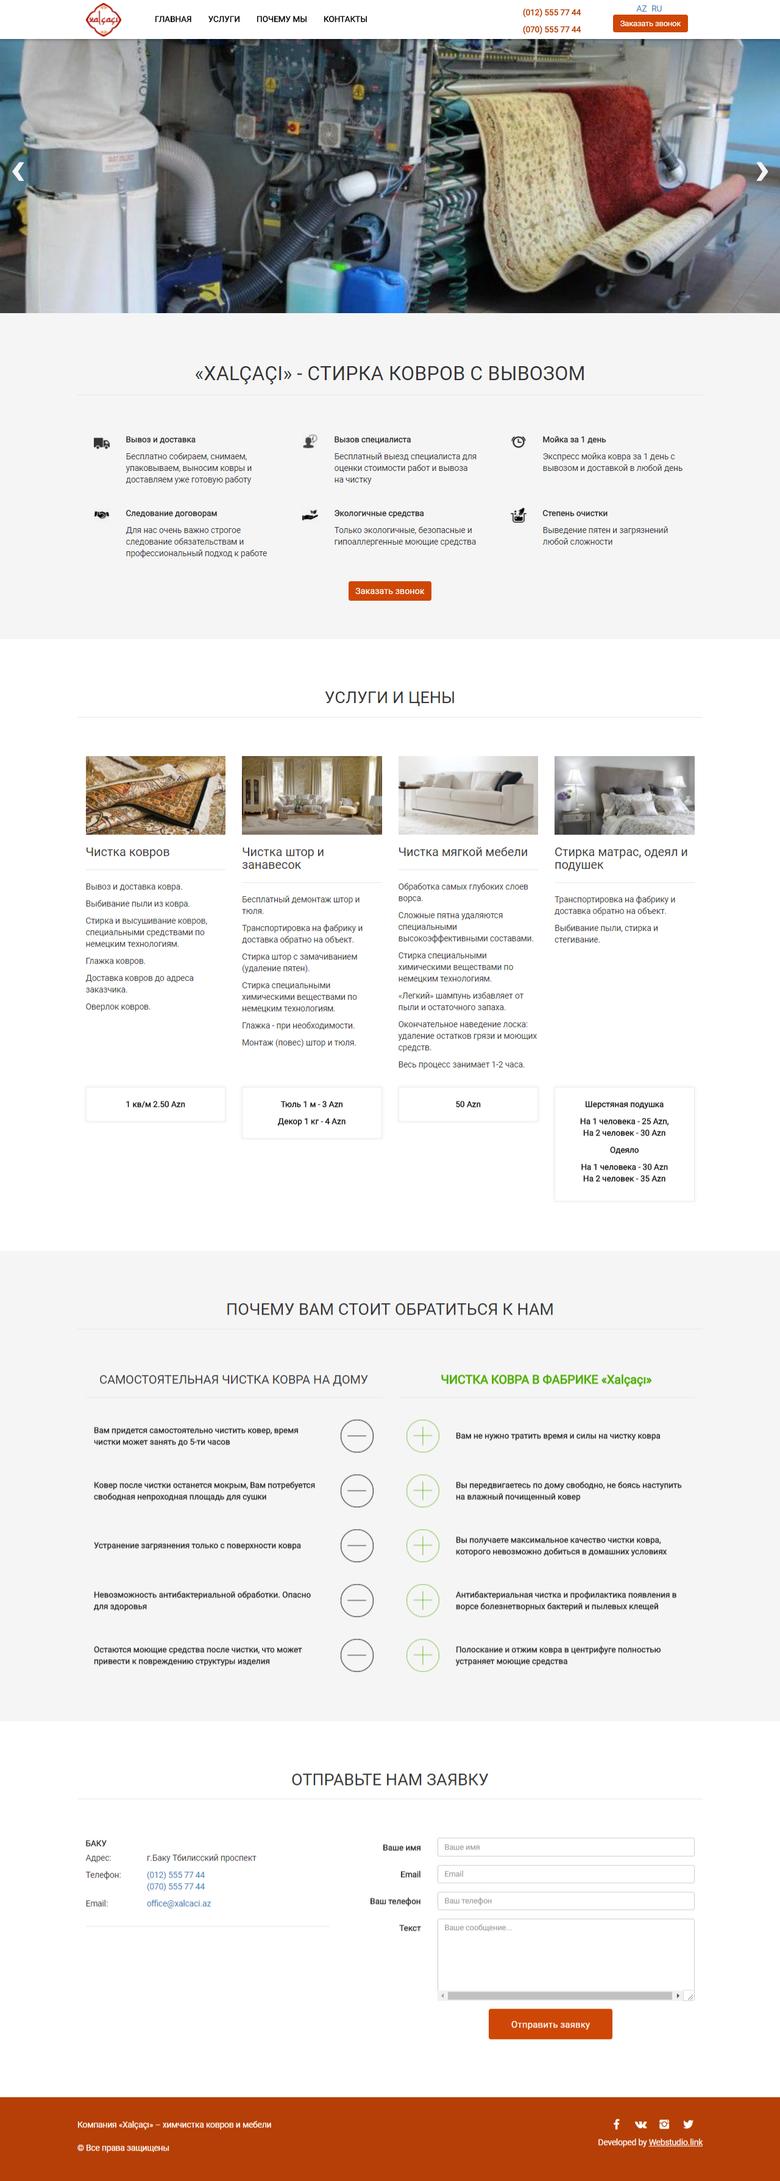 xalçaçı
ГЛАВНАЯ УСЛУГИ ПОЧЕМУ МЫ КОНТАКТЫ
(012) 555 77 44
(070) 555 77 44
AZ RU
Заказать звонок
«XALÇAÇI» - СТИРКА КОВРОВ С ВЫВОЗОМ
Вывоз и доставка
Бесплатно собираем, снимаем,
упаковываем, выносим ковры и
доставляем уже готовую работу
Вызов специалиста
Бесплатный выезд специалиста для
оценки стоимости работ и вывоза
на чистку
Мойка за 1 день
Экспресс мойка ковра за 1 день с
вывозом и доставкой в любой день
Следование договорам
Для нас очень важно строгое
следование обязательствам и
профессиональный подход к работе
Экологичные средства
Только экологичные, безопасные и
гипоаллергенные моющие средства
Степень очистки
Выведение пятен и загрязнений
любой сложности
Заказать звонок
УСЛУГИ И ЦЕНЫ
Чистка ковров
Вывоз и доставка ковра.
Выбивание пыли из ковра.
Стирка и высушивание ковров,
специальными средствами по
немецким технологиям.
Глажка ковров.
Доставка ковров до адреса
заказчика.
Оверлок ковров.
1 кв/м 2.50 Azn
Чистка штор и
занавесок
Бесплатный демонтаж штор и
тюля.
Транспортировка на фабрику и
доставка обратно на объект.
Стирка штор с замачиванием
(удаление пятен).
Стирка специальными
химическими веществами по
немецким технологиям.
Глажка - при необходимости.
Монтаж (повес) штор и тюля.
Тюль 1 м - 3 Azn
Декор 1 кг - 4 Azn
Чистка мягкой мебели
Обработка самых глубоких слоев
ворса.
Сложные пятна удаляются
специальными
высокоэффективными составами.
Стирка специальными
химическими веществами по
немецким технологиям.
«Легкий» шампунь избавляет от
пыли и остаточного запаха.
Окончательное наведение лоска:
удаление остатков грязи и моющих
средств.
Весь процесс занимает 1-2 часа.
50 Azn
Стирка матрас, одеял и
подушек
Транспортировка на фабрику и
доставка обратно на объект.
Выбивание пыли, стирка и
стегивание.
Шерстяная подушка
На 1 человека - 25 Azn,
На 2 человек - 30 Azn
Одеяло
На 1 человека - 30 Azn
На 2 человек - 35 Azn
ПОЧЕМУ ВАМ СТОИТ ОБРАТИТЬСЯ К НАМ
САМОСТОЯТЕЛЬНАЯ ЧИСТКА КОВРА НА ДОМУ
ЧИСТКА КОВРА В ФАБРИКЕ «Xalçaçı»
Вам придется самостоятельно чистить ковер, время
чистки может занять до 5-ти часов
Вам не нужно тратить время и силы на чистку ковра
Ковер после чистки останется мокрым, Вам потребуется
свободная непроходная площадь для сушки
Вы передвигаетесь по дому свободно, не боясь наступить
на влажный почищенный ковер
Устранение загрязнения только с поверхности ковра
Вы получаете максимальное качество чистки ковра,
которого невозможно добиться в домашних условиях
Невозможность антибактериальной обработки. Опасно
для здоровья
Антибактериальная чистка и профилактика появления в
ворсе болезнетворных бактерий и пылевых клещей
Остаются моющие средства после чистки, что может
привести к повреждению структуры изделия
Полоскание и отжим ковра в центрифуге полностью
устраняет моющие средства
ОТПРАВЬТЕ НАМ ЗАЯВКУ
БАКУ
Адрес: г.Баку Тбилисский проспект
Телефон: (012) 555 77 44
(070) 555 77 44
Email: office@xalcaci.az
Ваше имя Ваше имя
Email Email
Ваш телефон Ваш телефон
Текст Ваше сообщение...
Отправить заявку
Компания «Xalçaçı» – химчистка ковров и мебели
© Все права защищены
Developed by Webstudio.link